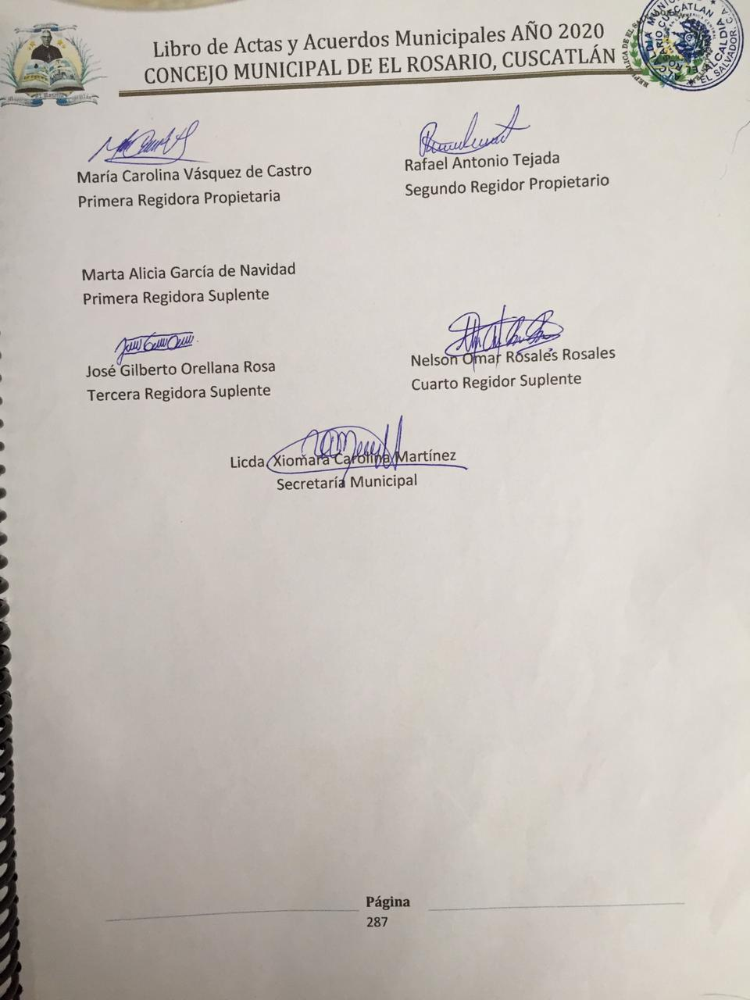 Libro de Actas y Acuerdos Municipales AÑO 2020
CONCEJO MUNICIPAL DE EL ROSARIO, CUSCATLÁN
María Carolina Vásquez de Castro
Primera Regidora Propietaria
Rafael Antonio Tejada
Segundo Regidor Propietario
Marta Alicia García de Navidad
Primera Regidora Suplente
José Gilberto Orellana Rosa
Tercera Regidora Suplente
Nelson Omar Rosales Rosales
Cuarto Regidor Suplente
Licda Xiomara Carolina Martínez
Secretaría Municipal
Página
287